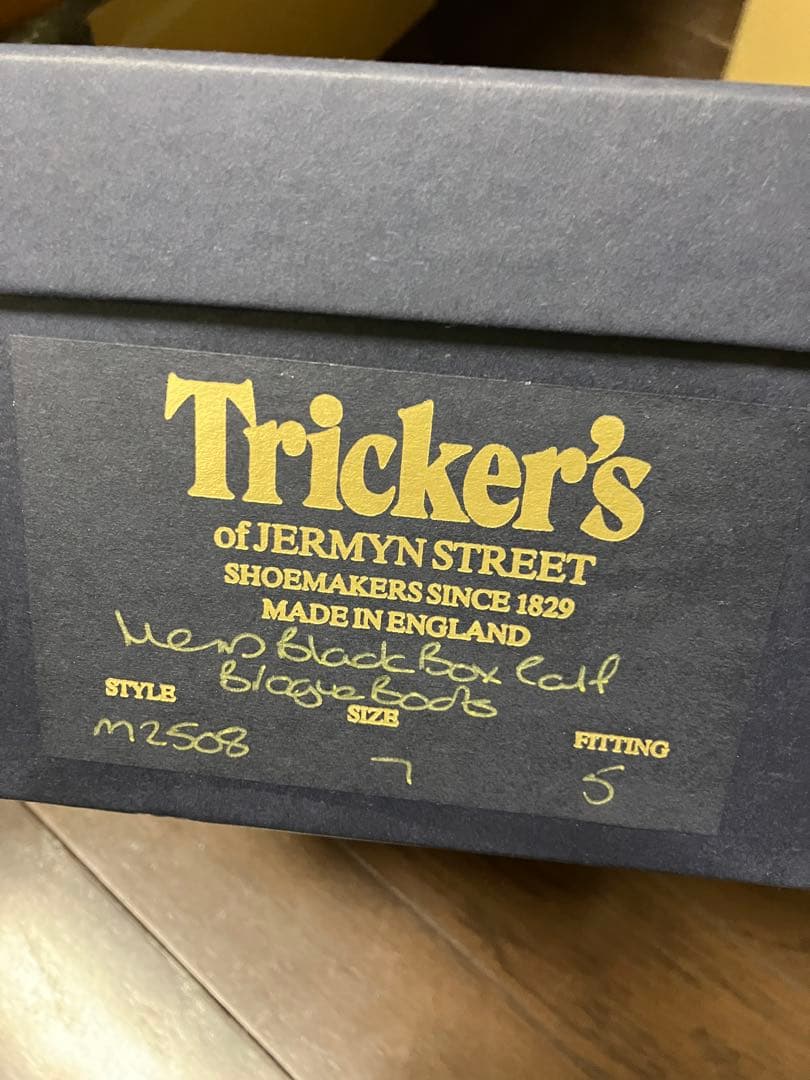 Tricker's
of JERMYN STREET
SHOEMAKERS SINCE 1829
MADE IN ENGLAND
Mens Black Box Calf
Blogue Boots
STYLE SIZE FITTING
M2508 7 5